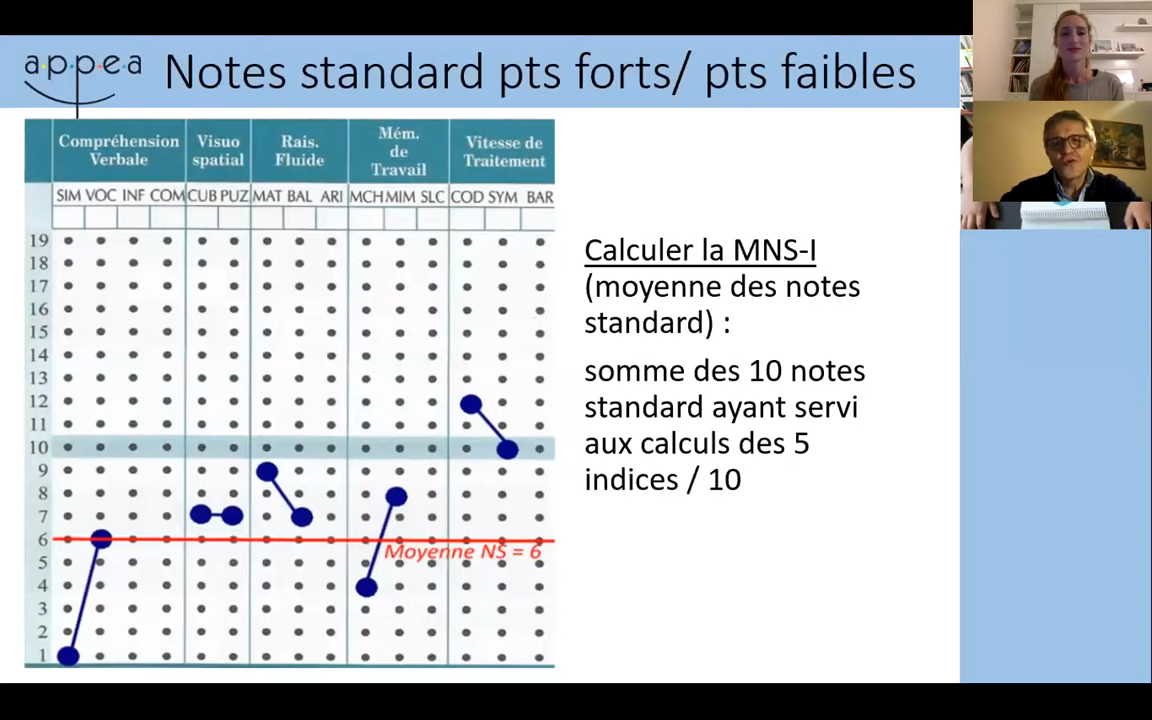 a·p·p·e·a
Notes standard pts forts/ pts faibles
Compréhension
Verbale
Visuo
spatial
Rais.
Fluide
Mém.
de
Travail
Vitesse de
Traitement
SIM VOC INF COM CUB PUZ MAT BAL ARI MCH MIM SLC COD SYM BAR
19
18
17
16
15
14
13
12
11
10
9
8
7
6
5
4
3
2
1
Moyenne NS = 6
Calculer la MNS-I
(moyenne des notes
standard) :
somme des 10 notes
standard ayant servi
aux calculs des 5
indices / 10